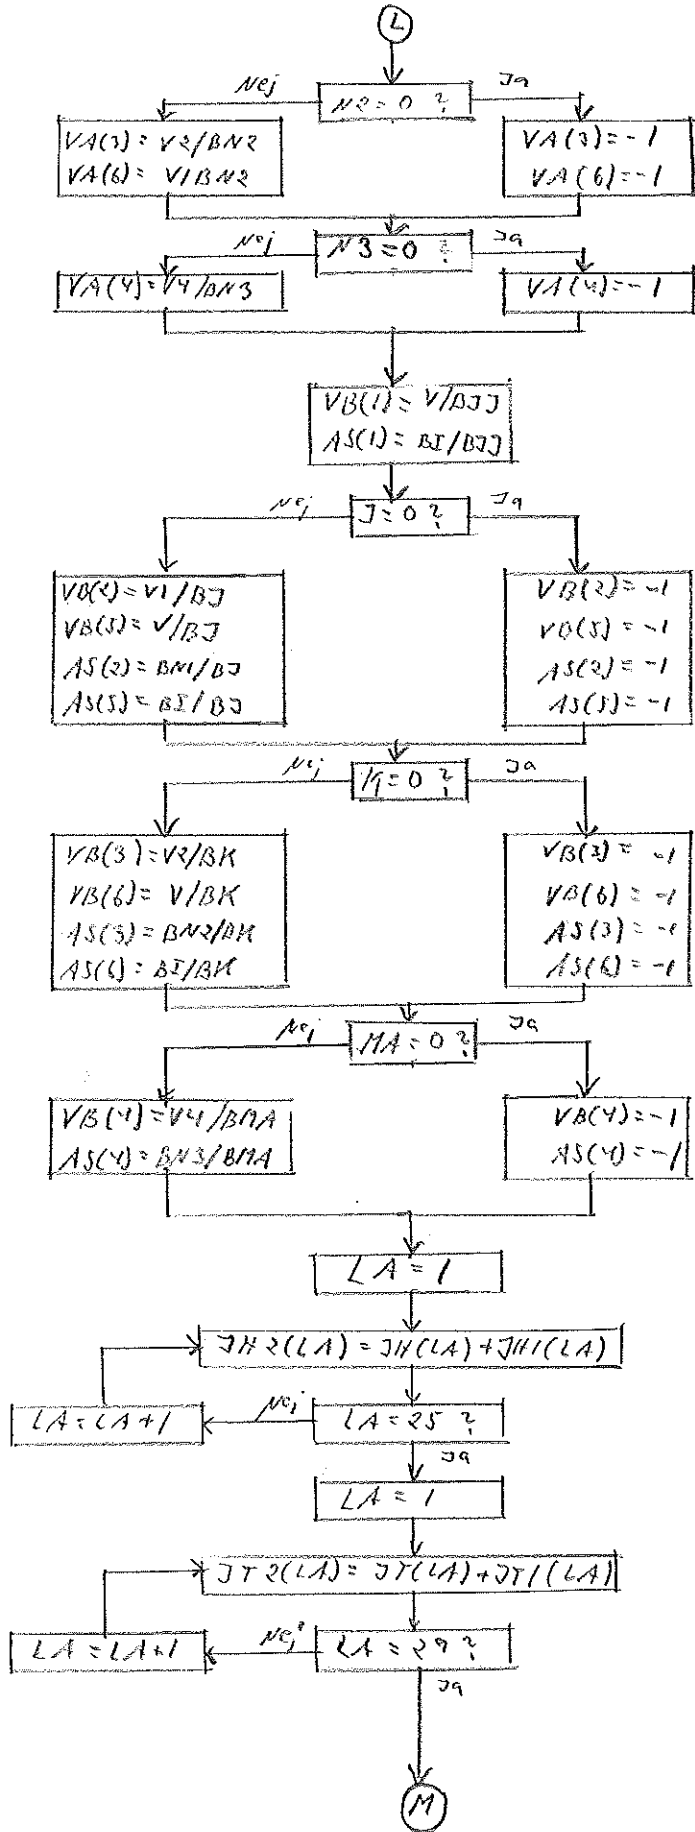 L
Nej
N2=0 ?
Ja
VA(3)= V2/BN2
VA(6)= V1/BN2
VA(3)=-1
VA(6)=-1
Nej
N3=0 ?
Ja
VA(4)=V4/BN3
VA(4)=-1
VB(1)= V/BJJ
AS(1)= BI/BJJ
Nej
J=0 ?
Ja
VB(2)=V1/BJ
VB(5)=V/BJ
AS(2)=BN1/BJ
AS(5)=BI/BJ
VB(2)=-1
VB(5)=-1
AS(2)=-1
AS(5)=-1
Nej
=0 ?
Ja
VB(3)=V2/BK
VB(6)= V/BK
AS(3)=BN2/BK
AS(6)=BI/BK
VB(3)= -1
VB(6)= -1
AS(3)= -1
AS(6)=-1
Nej
MA=0 ?
Ja
VB(4)=V4/BMA
AS(4)=BN3/BMA
VB(4)=-1
AS(4)=-1
LA=1
JH2(LA)=JH(LA)+JH1(LA)
LA=LA+1
Nej
LA=25 ?
Ja
LA=1
JT2(LA)= JT(LA)+JT1(LA)
LA=LA+1
Nej
LA=29 ?
Ja
M